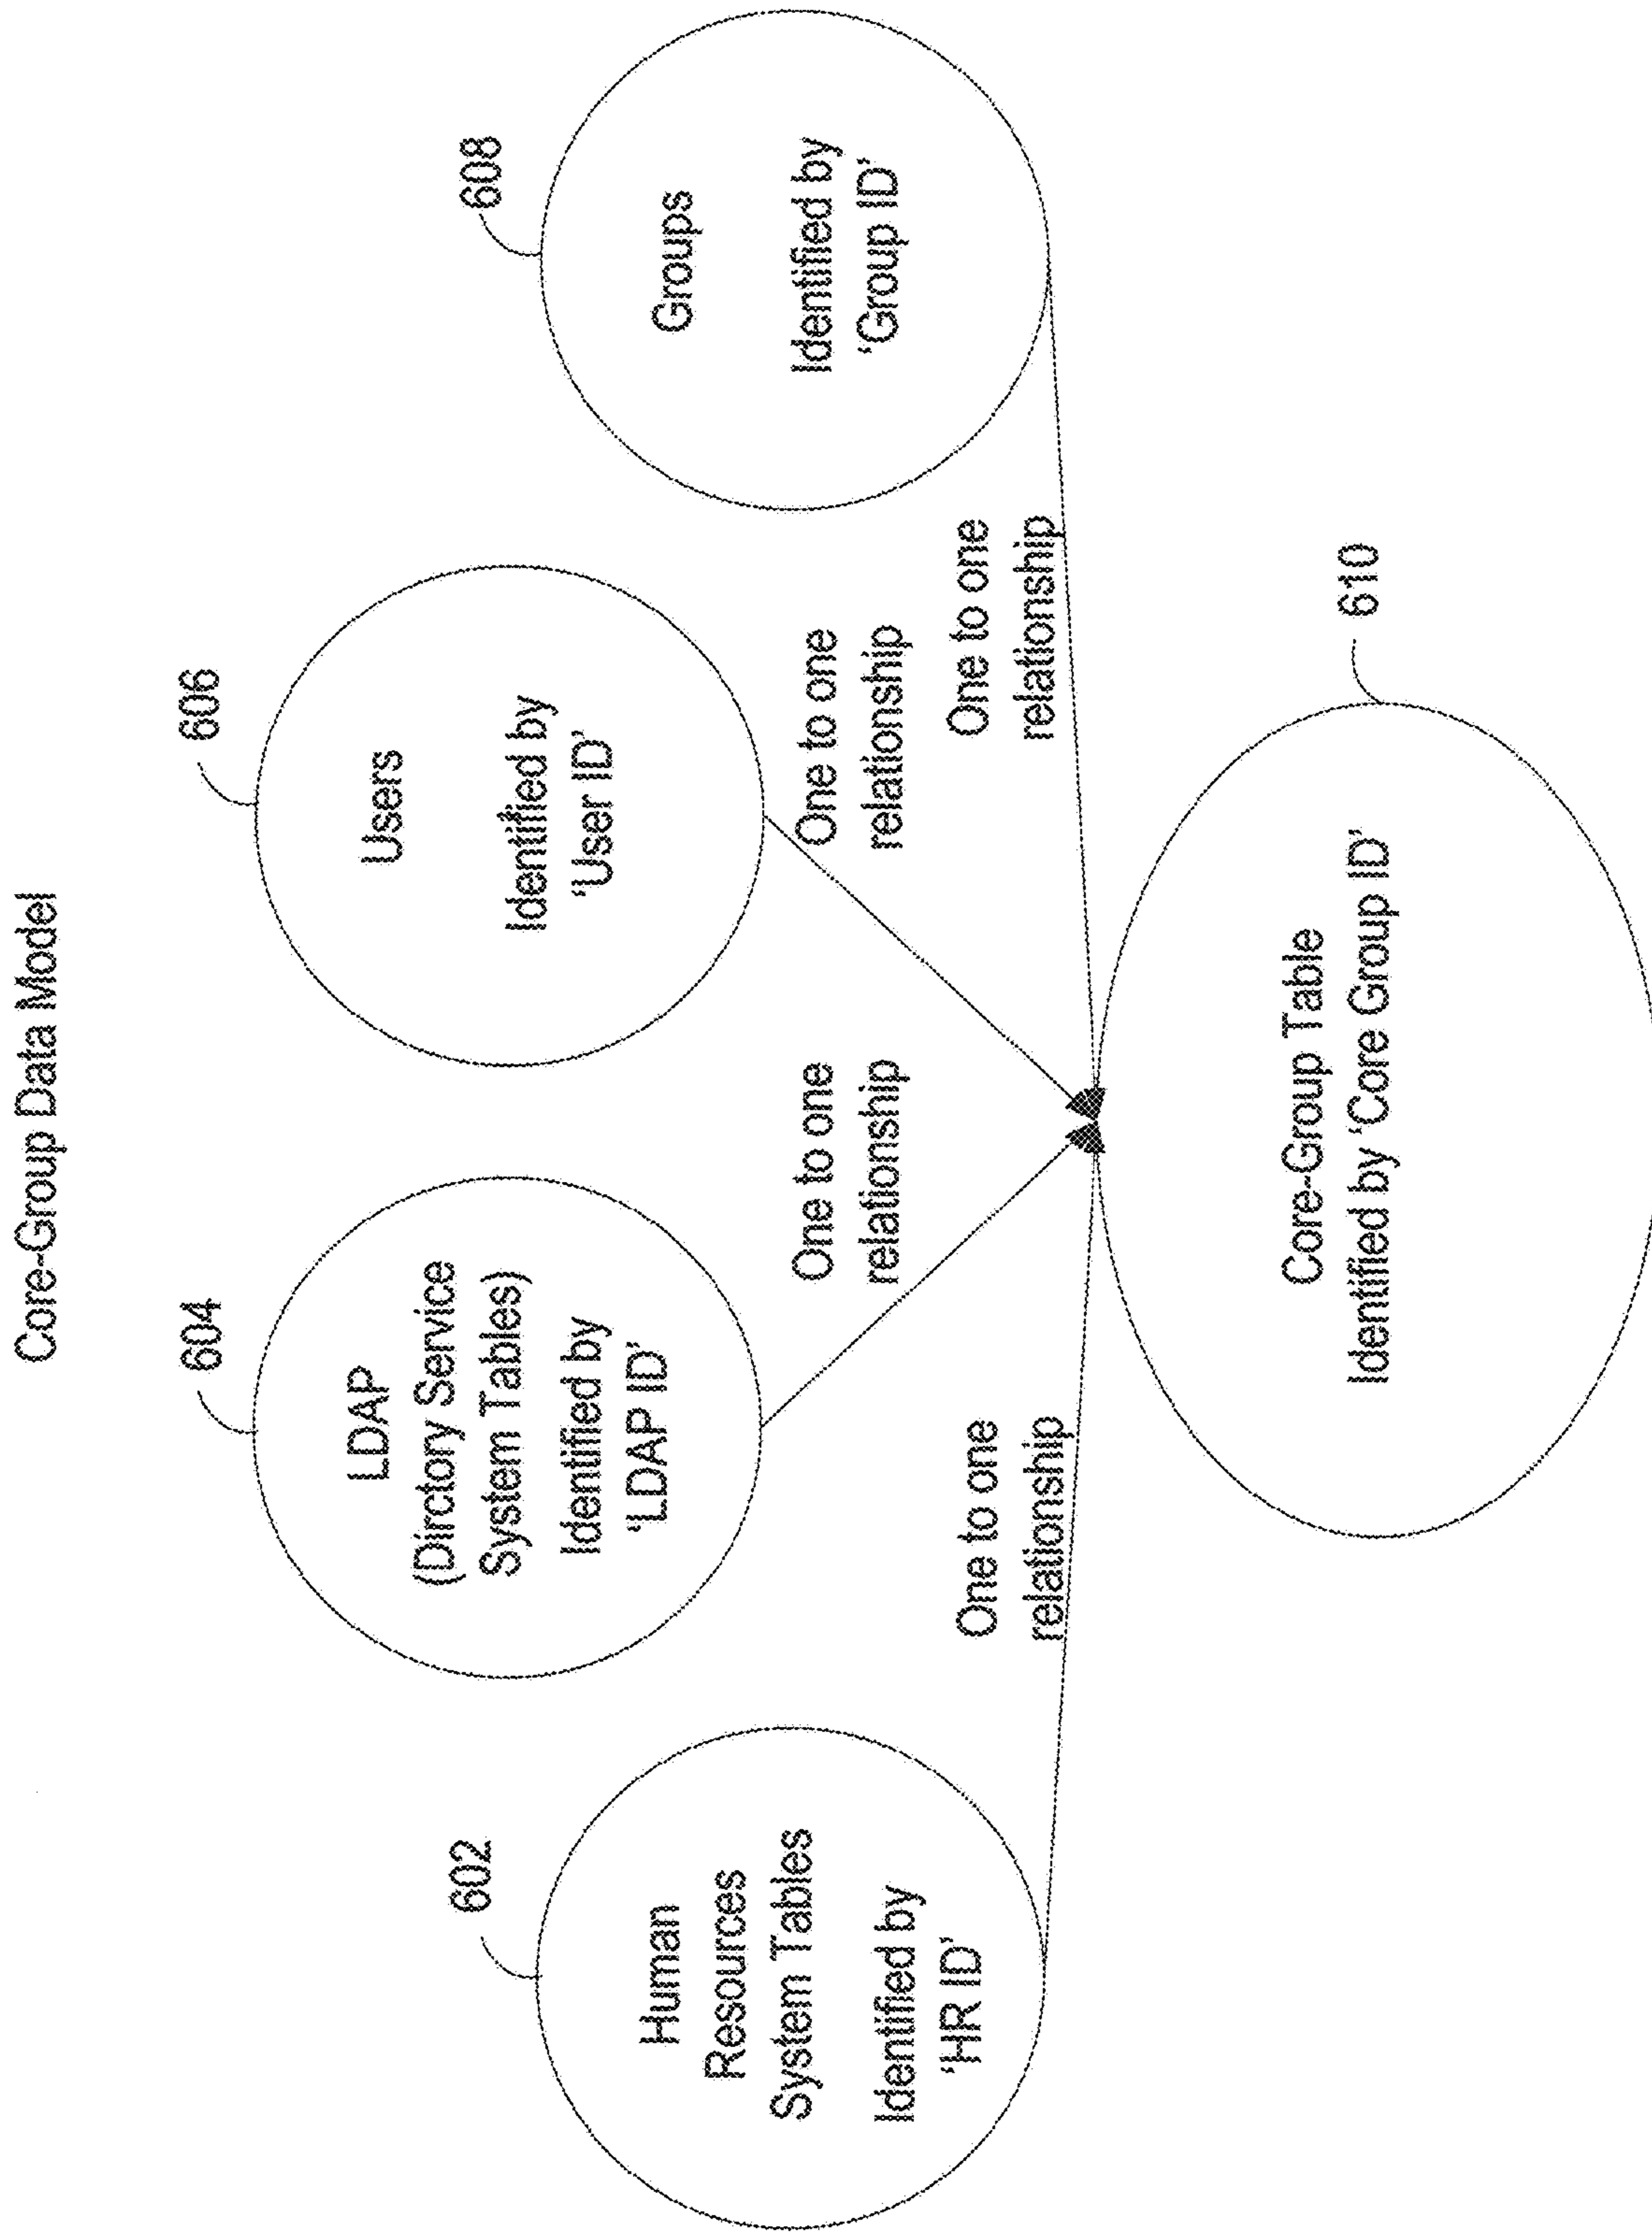 Core-Group Data Model
604
606
LDAP
(Dirctory Service
System Tables)
Identified by
'LDAP ID'
Users
Identified by
'User ID'
602
608
Human
Resources
System Tables
Identified by
'HR ID'
Groups
Identified by
'Group ID'
One to one
relationship
One to one
relationship
One to one
relationship
One to one
relationship
Core-Group Table
Identified by 'Core Group ID'
610